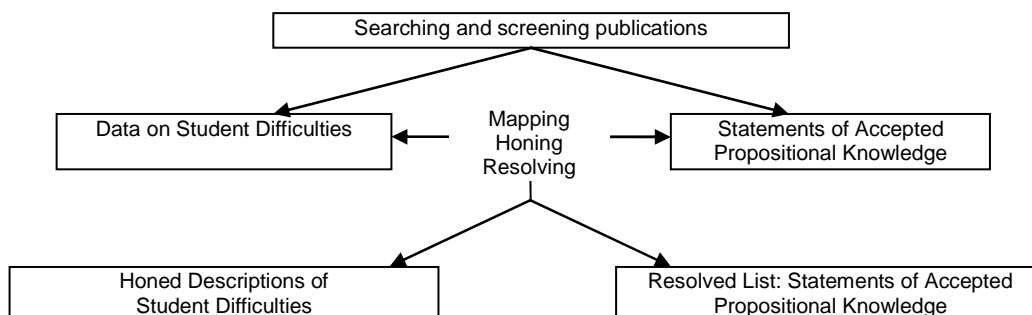 Searching and screening publications
Data on Student Difficulties
Mapping
Honing
Resolving
Statements of Accepted
Propositional Knowledge
Honed Descriptions of
Student Difficulties
Resolved List: Statements of Accepted
Propositional Knowledge